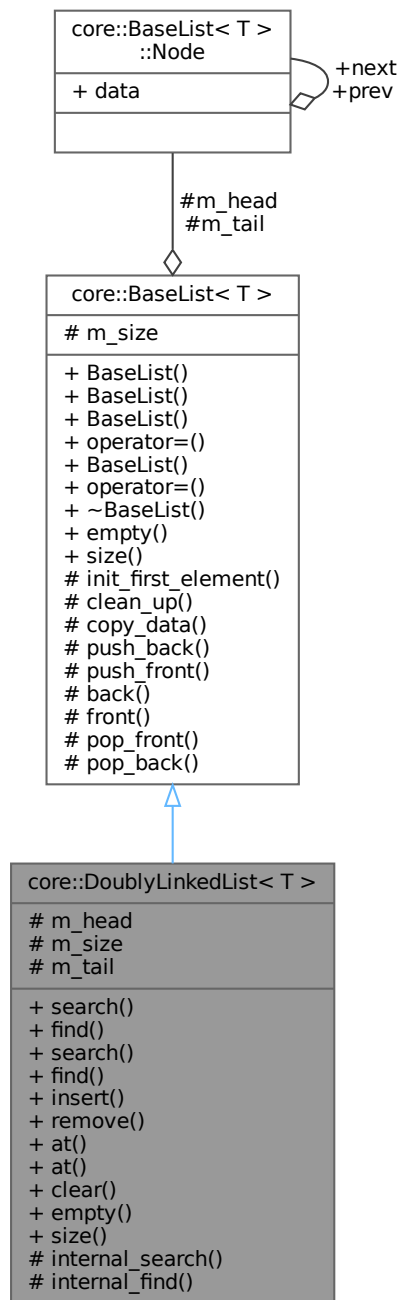 core::BaseList< T >
::Node
+ data
+next
+prev
#m_head
#m_tail
core::BaseList< T >
# m_size
+ BaseList()
+ BaseList()
+ BaseList()
+ operator=()
+ BaseList()
+ operator=()
+ ~BaseList()
+ empty()
+ size()
# init_first_element()
# clean_up()
# copy_data()
# push_back()
# push_front()
# back()
# front()
# pop_front()
# pop_back()
core::DoublyLinkedList< T >
# m_head
# m_size
# m_tail
+ search()
+ find()
+ search()
+ find()
+ insert()
+ remove()
+ at()
+ at()
+ clear()
+ empty()
+ size()
# internal_search()
# internal_find()